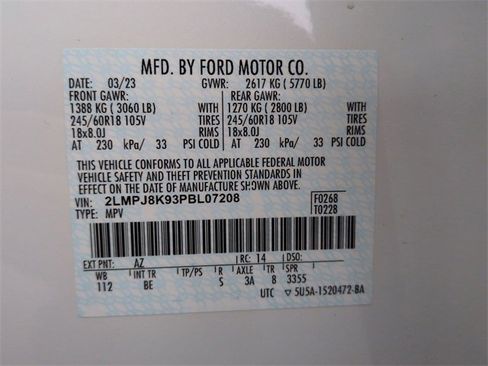 MFD. BY FORD MOTOR CO.
DATE: 03/23 GVWR: 2617 KG ( 5770 LB)
FRONT GAWR: REAR GAWR:
1388 KG ( 3060 LB) WITH 1270 KG ( 2800 LB) WITH
245/60R18 105V TIRES 245/60R18 105V TIRES
18x8.0J RIMS 18x8.0J RIMS
AT 230 kPa/ 33 PSI COLD AT 230 kPa/ 33 PSI COLD
THIS VEHICLE CONFORMS TO ALL APPLICABLE FEDERAL MOTOR
VEHICLE SAFETY AND THEFT PREVENTION STANDARDS IN
EFFECT ON THE DATE OF MANUFACTURE SHOWN ABOVE.
VIN: 2LMPJ8K93PBL07208 F0268
TYPE: MPV T0228
EXT PNT: AZ RC: 14
WB INT TR TP/PS R AXLE TR SPR
112 BE S 3A 8 3355
UTC ▽ 5U5A-1520472-BA